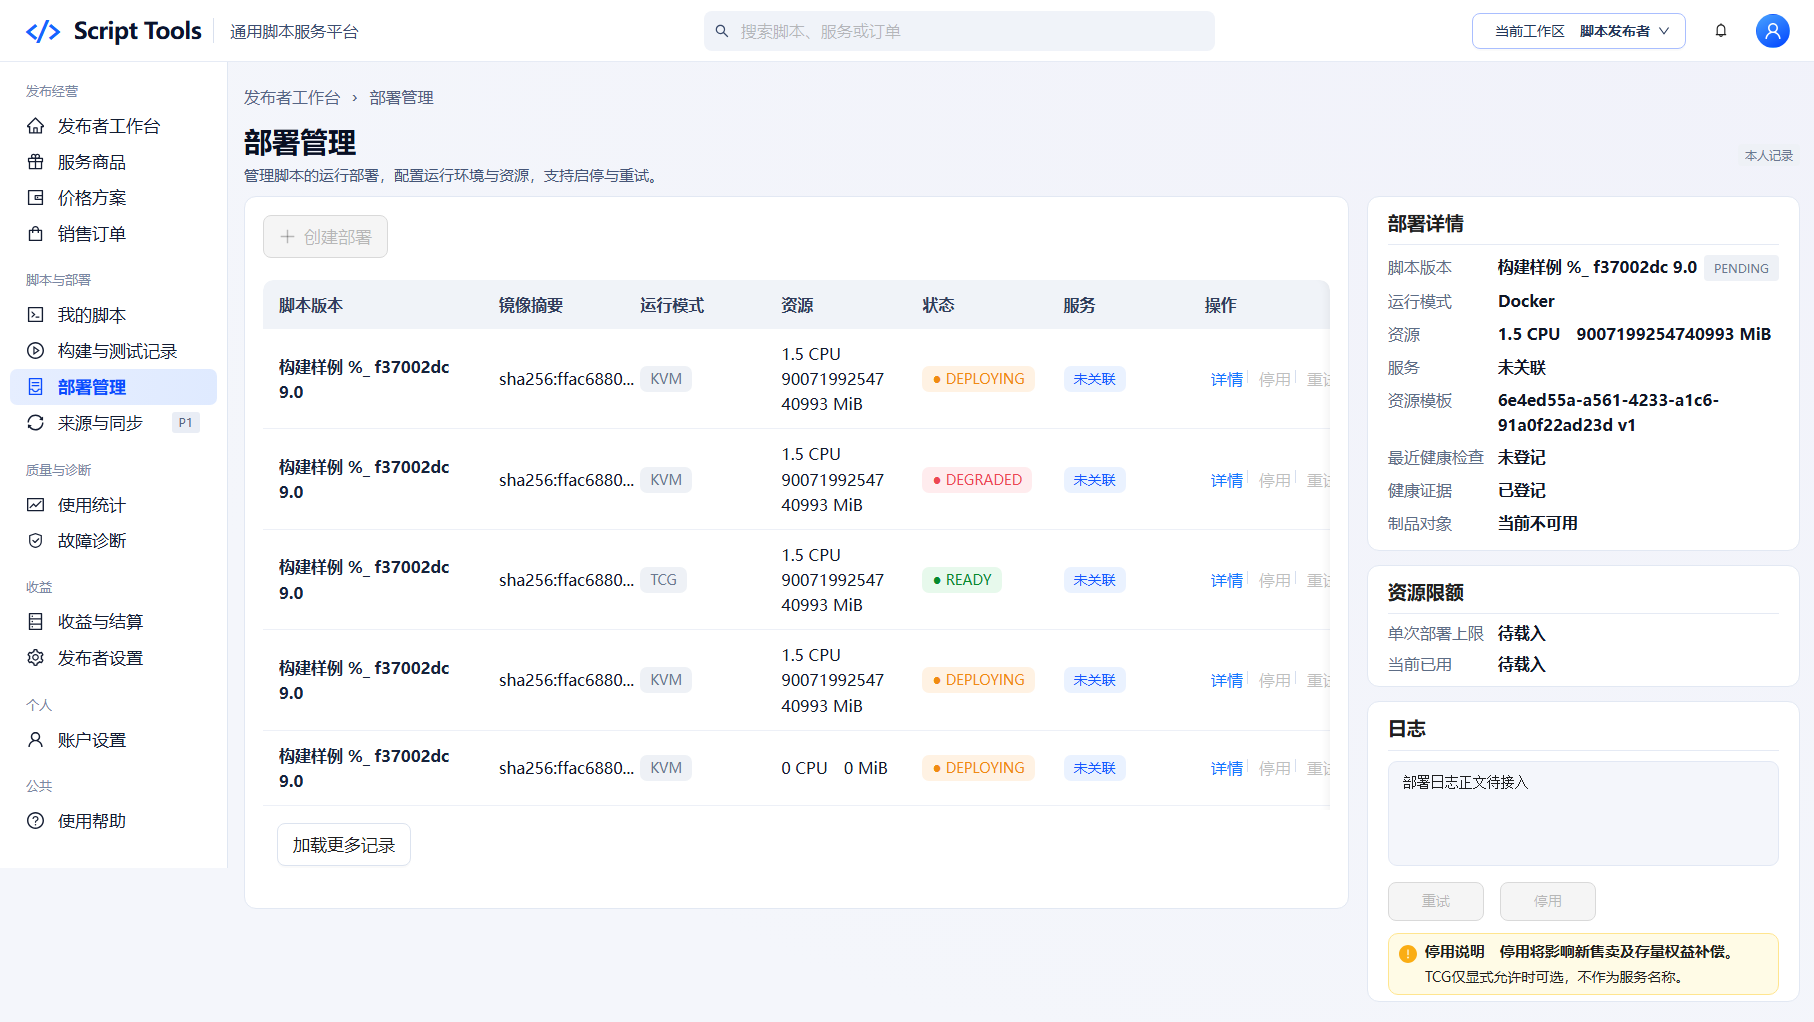 Script Tools
通用脚本服务平台
搜索脚本、服务或订单
当前工作区 脚本发布者
发布经营
发布者工作台
服务商品
价格方案
销售订单
脚本与部署
我的脚本
构建与测试记录
部署管理
来源与同步 P1
质量与诊断
使用统计
故障诊断
收益
收益与结算
发布者设置
个人
账户设置
公共
使用帮助
发布者工作台 › 部署管理
部署管理
管理脚本的运行部署，配置运行环境与资源，支持启停与重试。
本人记录
创建部署
脚本版本 镜像摘要 运行模式 资源 状态 服务 操作
构建样例 %_ f37002dc 9.0 sha256:ffac6880... KVM 1.5 CPU 9007199254740993 MiB DEPLOYING 未关联 详情 停用 重
构建样例 %_ f37002dc 9.0 sha256:ffac6880... KVM 1.5 CPU 9007199254740993 MiB DEGRADED 未关联 详情 停用 重
构建样例 %_ f37002dc 9.0 sha256:ffac6880... TCG 1.5 CPU 9007199254740993 MiB READY 未关联 详情 停用 重
构建样例 %_ f37002dc 9.0 sha256:ffac6880... KVM 1.5 CPU 9007199254740993 MiB DEPLOYING 未关联 详情 停用 重
构建样例 %_ f37002dc 9.0 sha256:ffac6880... KVM 0 CPU 0 MiB DEPLOYING 未关联 详情 停用 重
加载更多记录
部署详情
脚本版本 构建样例 %_ f37002dc 9.0 PENDING
运行模式 Docker
资源 1.5 CPU 9007199254740993 MiB
服务 未关联
资源模板 6e4ed55a-a561-4233-a1c6-
91a0f22ad23d v1
最近健康检查 未登记
健康证据 已登记
制品对象 当前不可用
资源限额
单次部署上限 待载入
当前已用 待载入
日志
部署日志正文待接入
重试 停用
停用说明 停用将影响新售卖及存量权益补偿。
TCG仅显式允许时可选，不作为服务名称。